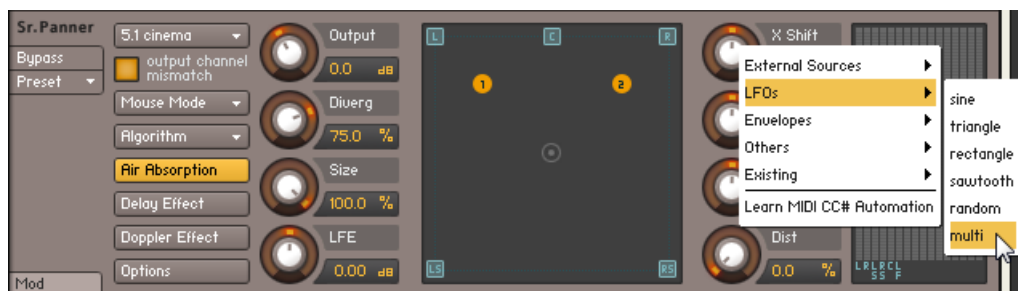 Sr.Panner
Bypass
Preset
Mod
5.1 cinema
output channel
mismatch
Mouse Mode
Algorithm
Air Absorption
Delay Effect
Doppler Effect
Options
Output
0.0 dB
Diverg
75.0 %
Size
100.0 %
LFE
0.00 dB
L
C
R
1
2
LS
RS
X Shift
External Sources
LFOs
Envelopes
Others
Existing
Learn MIDI CC# Automation
sine
triangle
rectangle
sawtooth
random
multi
Dist
0.0 %
LRLRCL
SS F